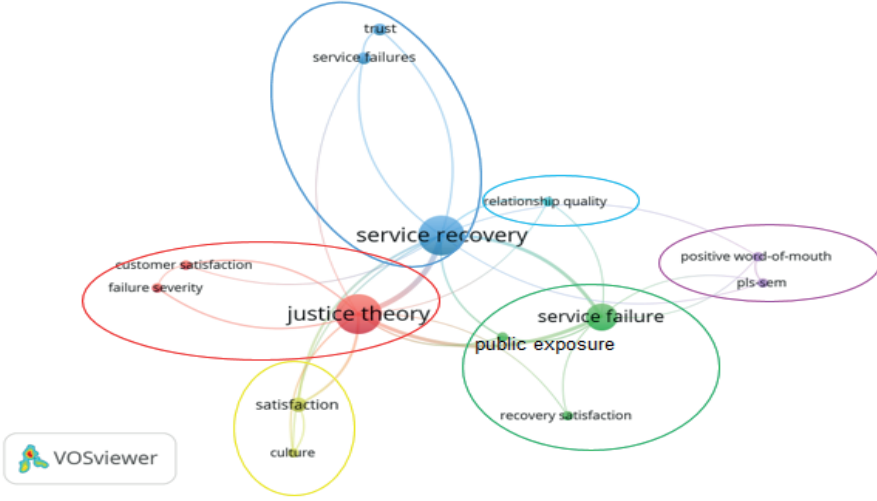 trust
service failures
relationship quality
service recovery
positive word-of-mouth
customer satisfaction
pls-sem
failure severity
justice theory
service failure
public exposure
satisfaction
recovery satisfaction
culture
VOSviewer